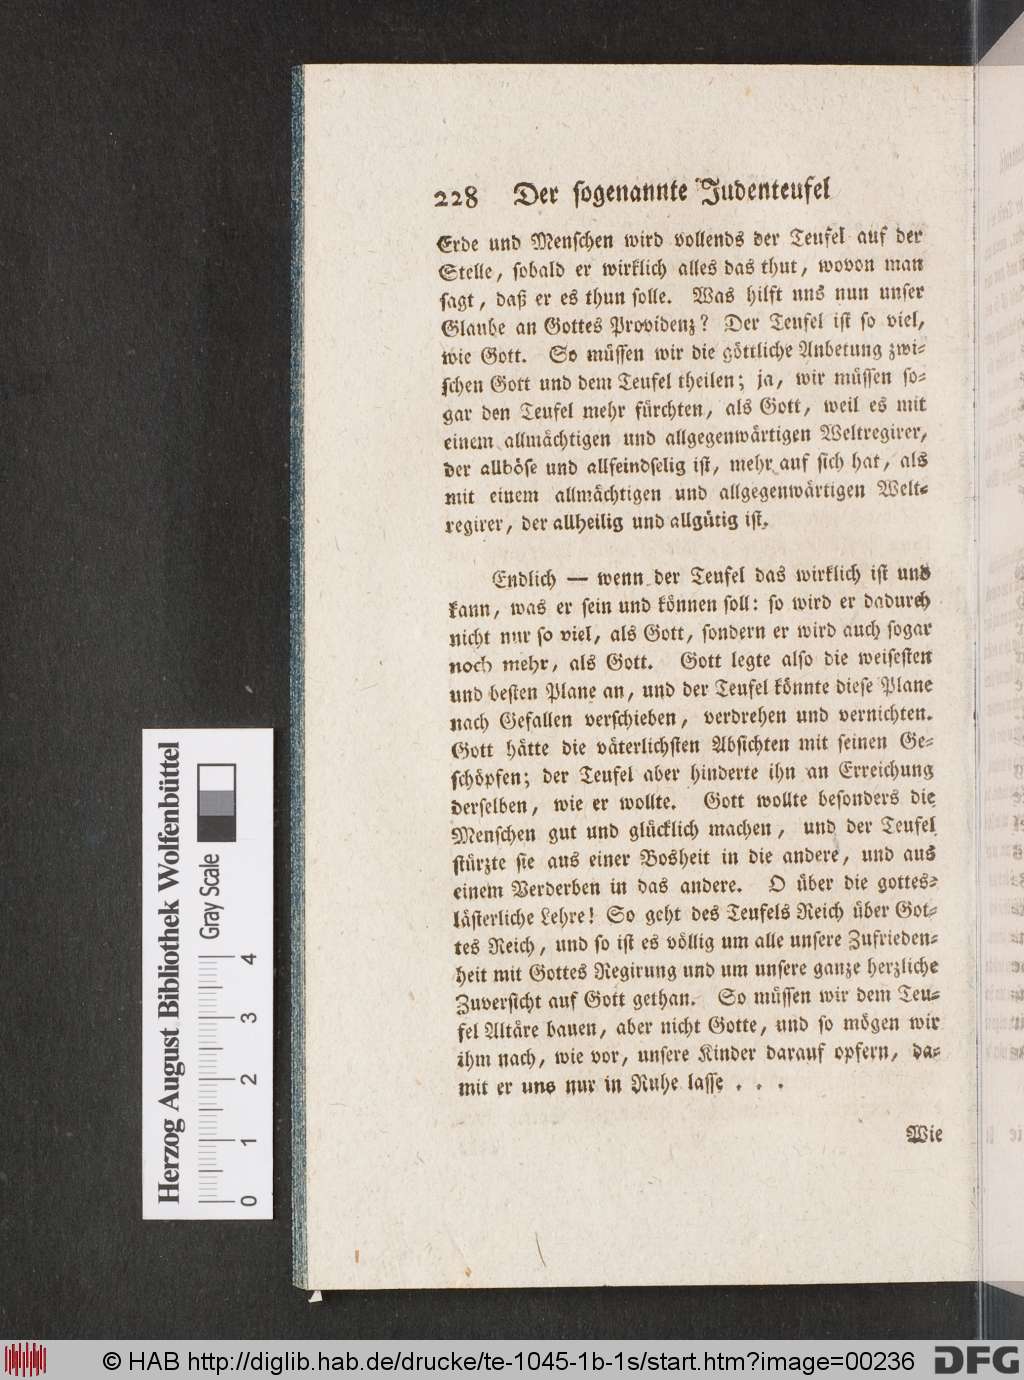 228 Der sogenannte Judenteufel
Erde und Menschen wird vollends der Teufel auf der
Stelle, sobald er wirklich alles das thut, wovon man
sagt, daß er es thun solle. Was hilft uns nun unser
Glaube an Gottes Providenz? Der Teufel ist so viel,
wie Gott. So müssen wir die göttliche Anbetung zwi-
schen Gott und dem Teufel theilen; ja, wir müssen so-
gar den Teufel mehr fürchten, als Gott, weil es mit
einem allmächtigen und allgegenwärtigen Weltregirer,
der allböse und allfeindselig ist, mehr auf sich hat, als
mit einem allmächtigen und allgegenwärtigen Welt-
regirer, der allheilig und allgütig ist.
Endlich — wenn der Teufel das wirklich ist und
kann, was er sein und können soll: so wird er dadurch
nicht nur so viel, als Gott, sondern er wird auch sogar
noch mehr, als Gott. Gott legte also die weisesten
und besten Plane an, und der Teufel könnte diese Plane
nach Gefallen verschieben, verdrehen und vernichten.
Gott hätte die väterlichsten Absichten mit seinen Ge-
schöpfen; der Teufel aber hinderte ihn an Erreichung
derselben, wie er wollte. Gott wollte besonders die
Menschen gut und glücklich machen, und der Teufel
stürzte sie aus einer Bosheit in die andere, und aus
einem Verderben in das andere. O über die gottes-
lästerliche Lehre! So geht des Teufels Reich über Got-
tes Reich, und so ist es völlig um alle unsere Zufrieden-
heit mit Gottes Regirung und um unsere ganze herzliche
Zuversicht auf Gott gethan. So müssen wir dem Teu-
fel Altäre bauen, aber nicht Gotte, und so mögen wir
ihm nach, wie vor, unsere Kinder darauf opfern, da-
mit er uns nur in Ruhe lasse . . .
Wie
Herzog August Bibliothek Wolfenbüttel
Gray Scale
0 1 2 3 4
© HAB http://diglib.hab.de/drucke/te-1045-1b-1s/start.htm?image=00236
DFG